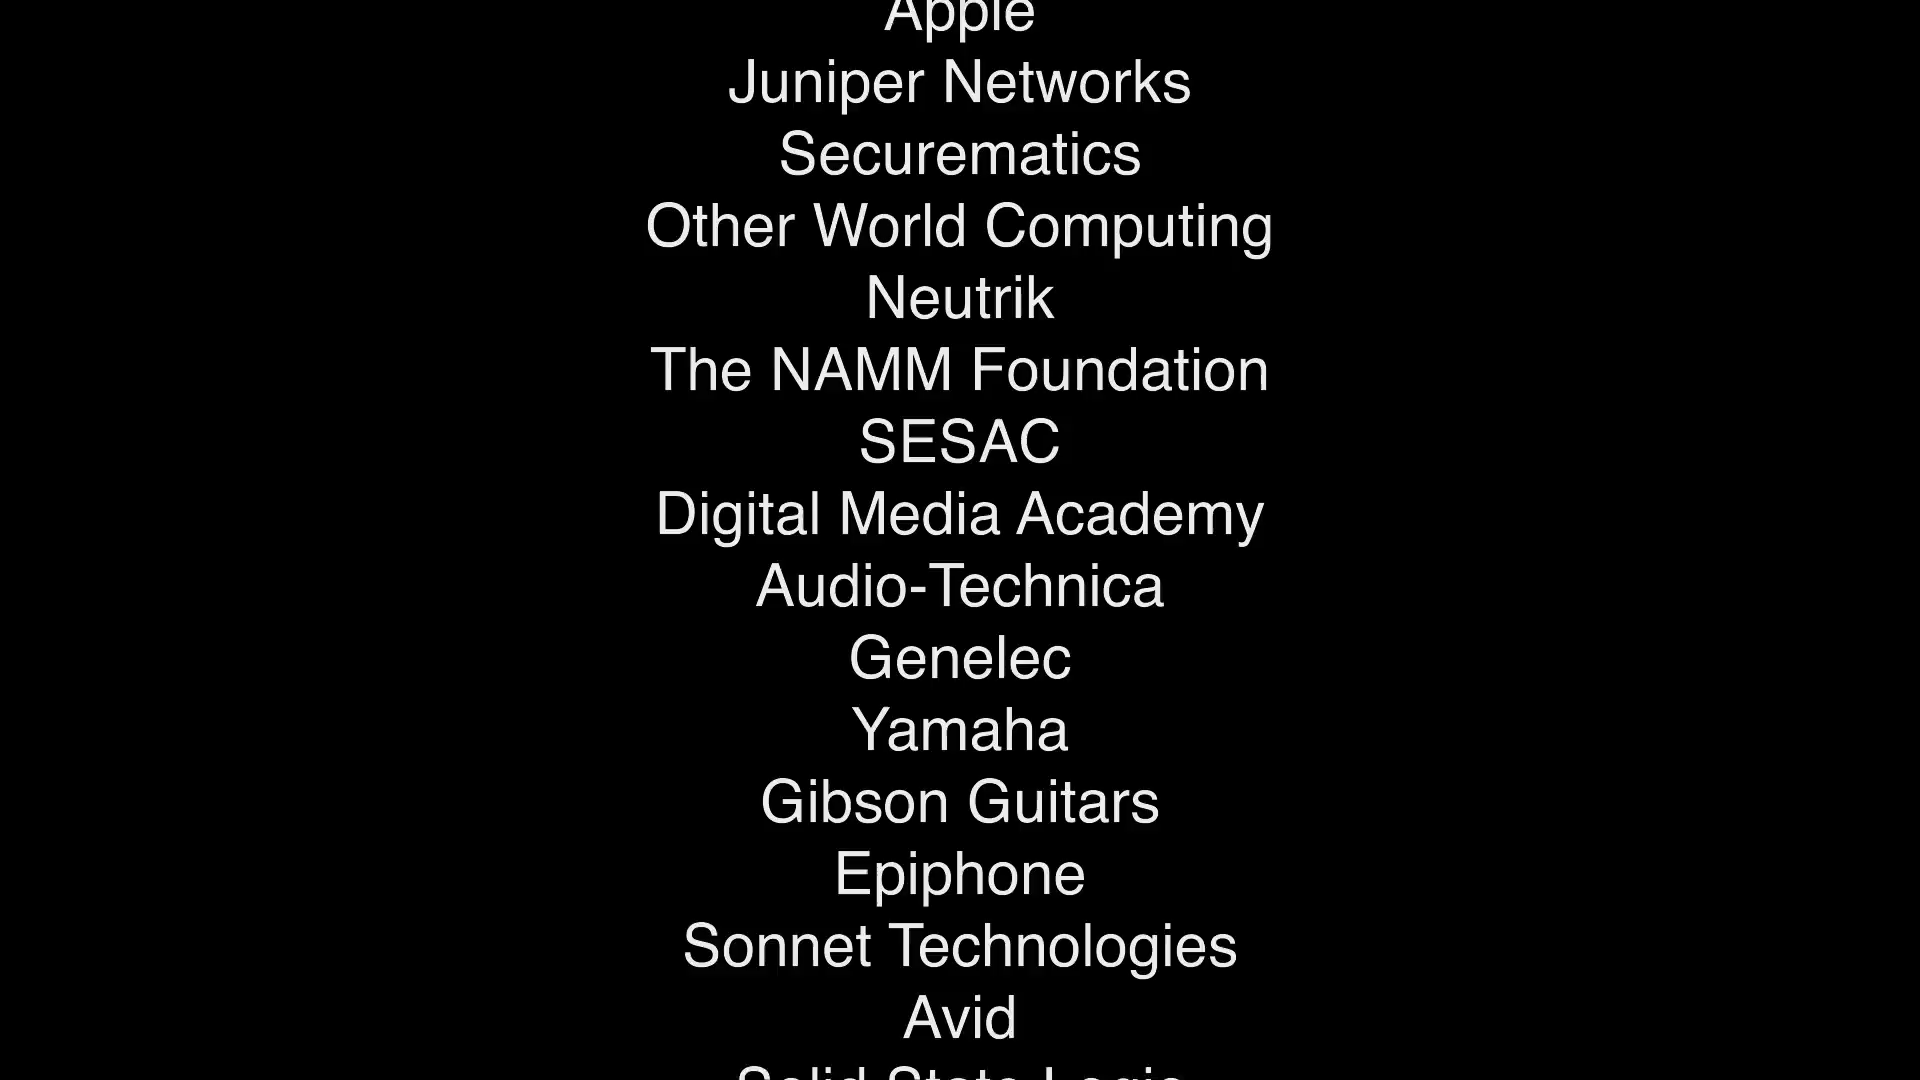 Apple
Juniper Networks
Securematics
Other World Computing
Neutrik
The NAMM Foundation
SESAC
Digital Media Academy
Audio-Technica
Genelec
Yamaha
Gibson Guitars
Epiphone
Sonnet Technologies
Avid
Solid State Logic